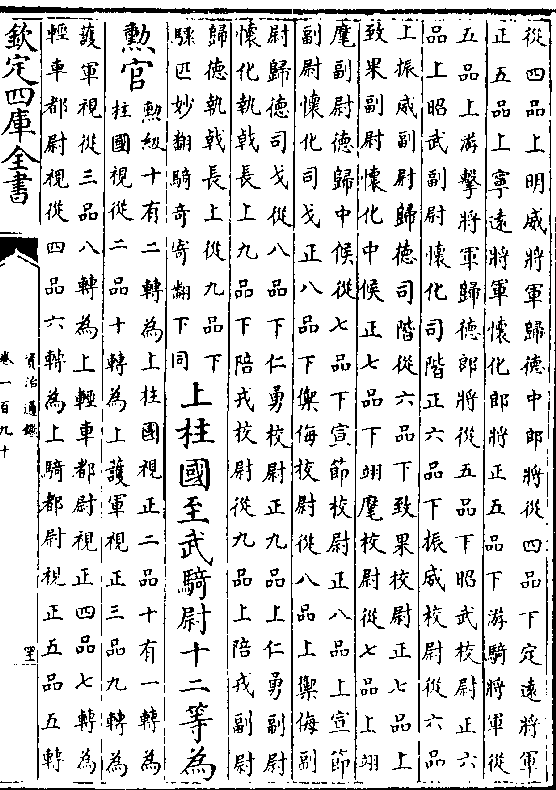 從四品上明威將軍歸德中郎將從四品下定遠將軍
正五品上寧遠將軍懷化郎將正五品下游騎將軍從
五品上游擊將軍歸德郎將從五品下昭武校尉正六
品上昭武副尉懷化司階正六品下振威校尉從六品
上振威副尉歸德司階從六品下致果校尉正七品上
致果副尉懷化中候正七品下翊麾校尉從七品上翊
麾副尉德歸中候從七品下宣節校尉正八品上宣節
副尉懷化司戈正八品下禦侮校尉從八品上禦侮副
尉歸德司戈從八品下仁勇校尉正九品上仁勇副尉
懷化執戟長上九品下陪戎校尉從九品上陪戎副尉
歸德執戟長上從九品下
驃匹妙翻騎奇寄翻下同
上柱國至武騎尉十二等為
勲官
勲級十有二轉為上柱國視正二品十有一轉為
柱國視從二品十轉為上護軍視正三品九轉為
護軍視從三品八轉為上輕車都尉視正四品七轉為
輕車都尉視從四品六轉為上騎都尉視正五品五轉
欽定四庫全書
資治通鑑
卷一百九十